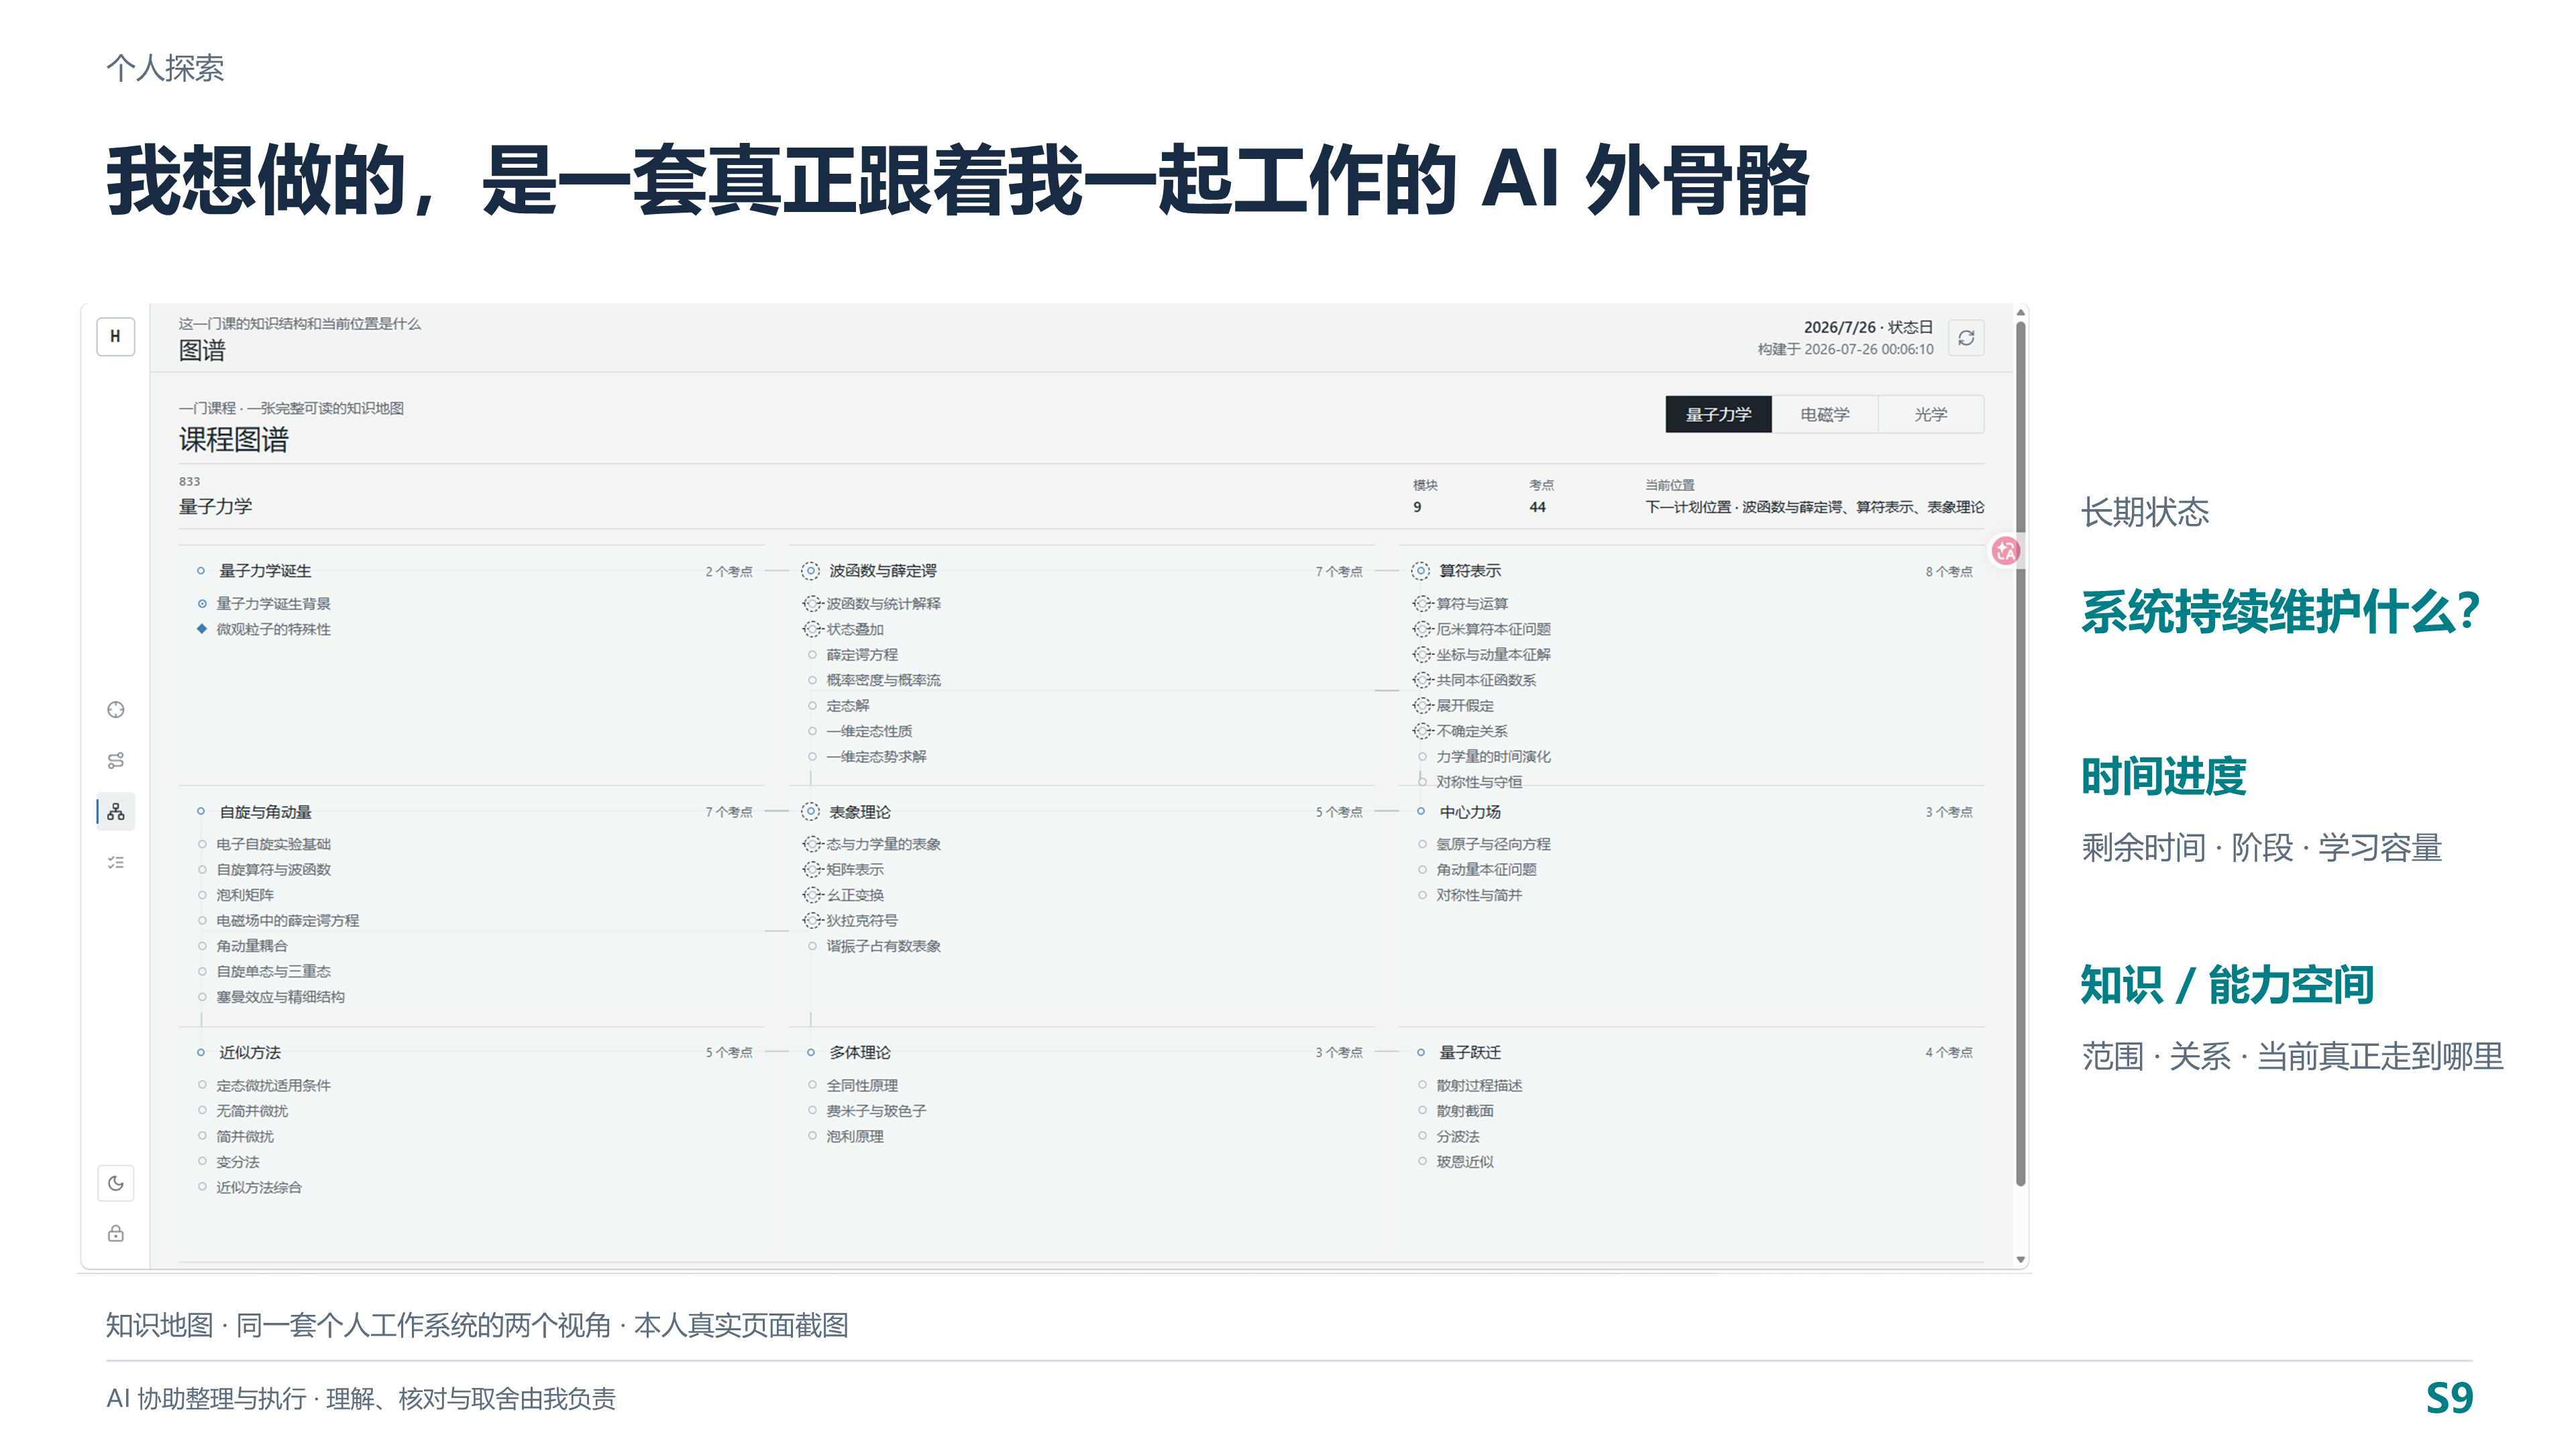 个人探索
我想做的，是一套真正跟着我一起工作的 AI 外骨骼
H
这一门课的知识结构和当前位置是什么
图谱
2026/7/26 · 状态日
构建于 2026-07-26 00:06:10
一门课程 · 一张完整可读的知识地图
课程图谱
量子力学 电磁学 光学
833
量子力学
模块
9
考点
44
当前位置
下一计划位置 · 波函数与薛定谔、算符表示、表象理论
量子力学诞生 2 个考点
量子力学诞生背景
微观粒子的特殊性
波函数与薛定谔 7 个考点
波函数与统计解释
状态叠加
薛定谔方程
概率密度与概率流
定态解
一维定态性质
一维定态势求解
算符表示 8 个考点
算符与运算
厄米算符本征问题
坐标与动量本征解
共同本征函数系
展开假定
不确定关系
力学量的时间演化
对称性与守恒
自旋与角动量 7 个考点
电子自旋实验基础
自旋算符与波函数
泡利矩阵
电磁场中的薛定谔方程
角动量耦合
自旋单态与三重态
塞曼效应与精细结构
表象理论 5 个考点
态与力学量的表象
矩阵表示
幺正变换
狄拉克符号
谐振子占有数表象
中心力场 3 个考点
氢原子与径向方程
角动量本征问题
对称性与简并
近似方法 5 个考点
定态微扰适用条件
无简并微扰
简并微扰
变分法
近似方法综合
多体理论 3 个考点
全同性原理
费米子与玻色子
泡利原理
量子跃迁 4 个考点
散射过程描述
散射截面
分波法
玻恩近似
长期状态
系统持续维护什么？
时间进度
剩余时间 · 阶段 · 学习容量
知识 / 能力空间
范围 · 关系 · 当前真正走到哪里
知识地图 · 同一套个人工作系统的两个视角 · 本人真实页面截图
AI 协助整理与执行 · 理解、核对与取舍由我负责
S9